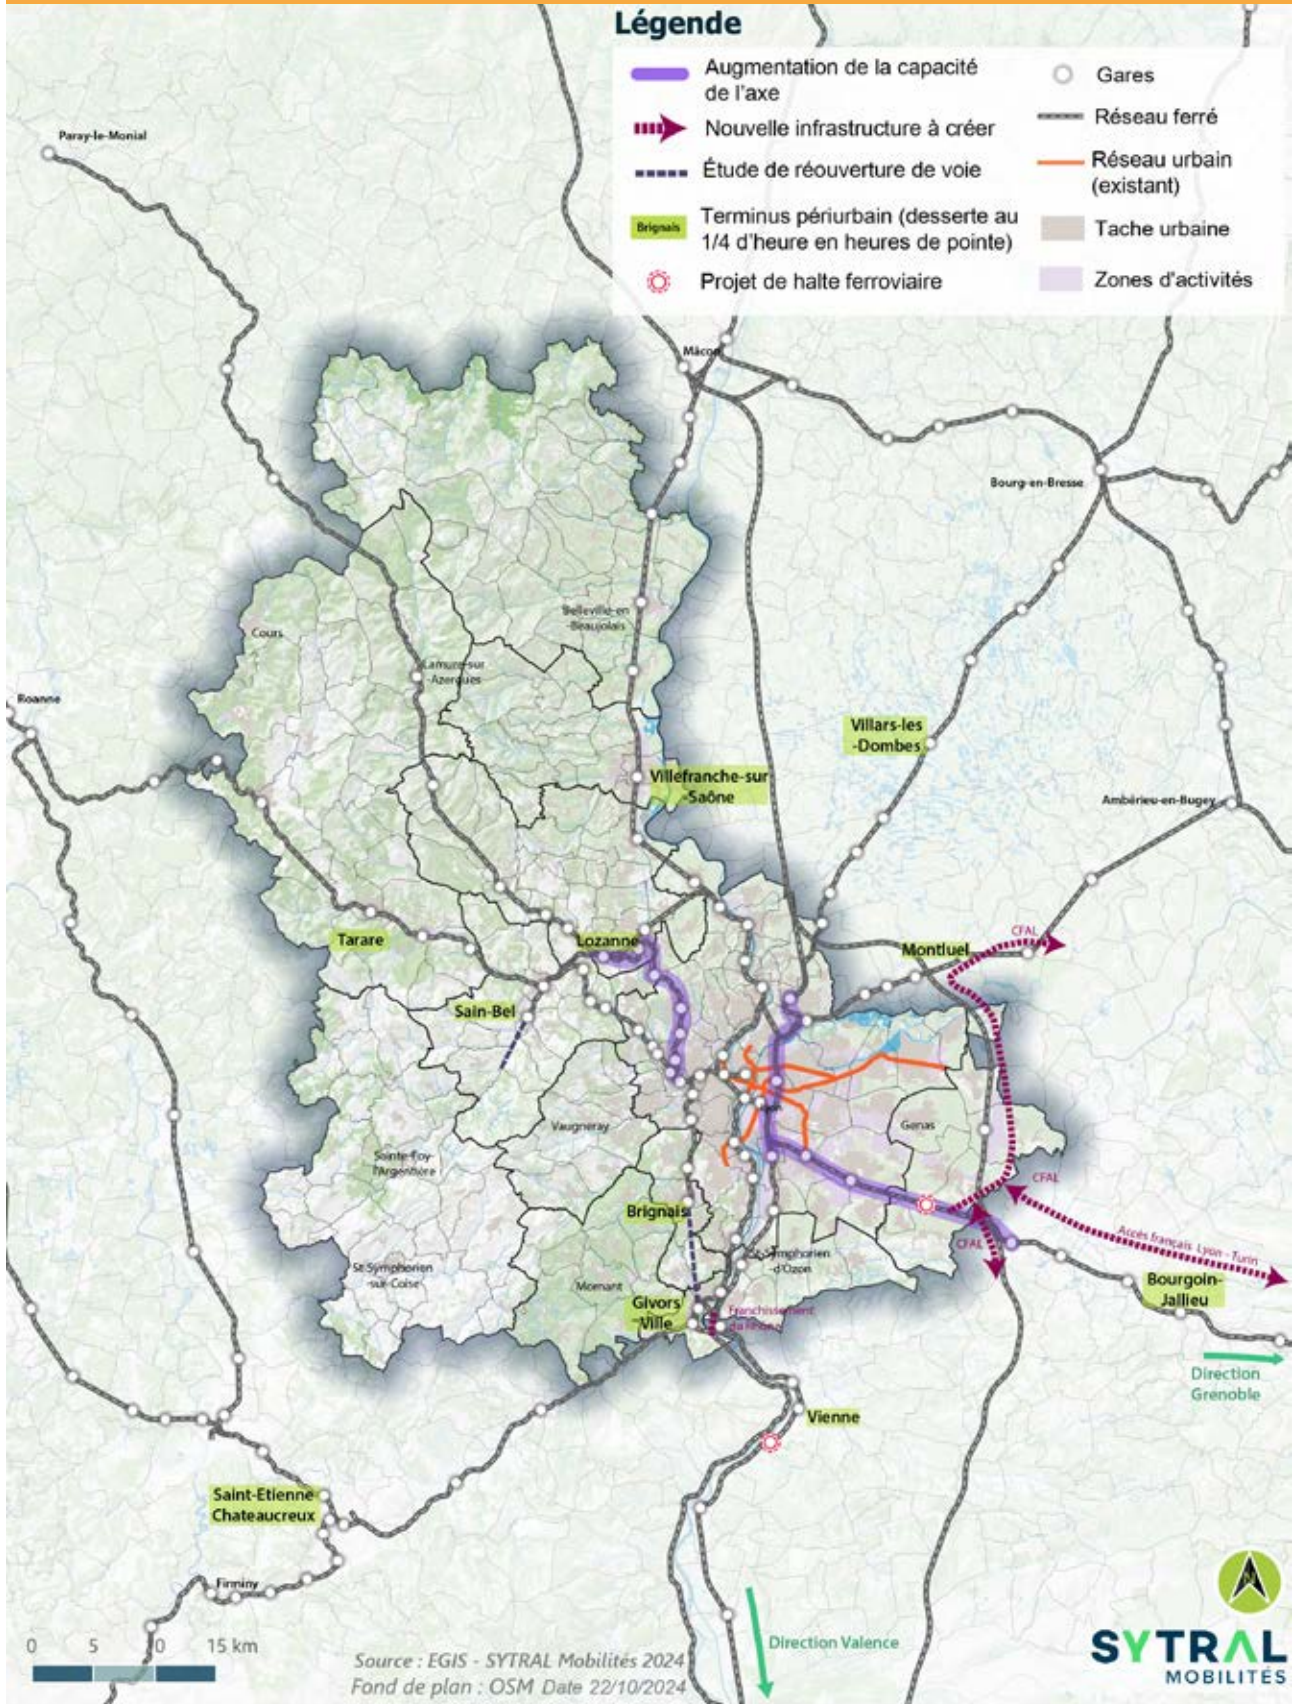 Légende
Augmentation de la capacité
de l'axe
Nouvelle infrastructure à créer
Étude de réouverture de voie
Brignais
Terminus périurbain (desserte au
1/4 d'heure en heures de pointe)
Projet de halte ferroviaire
Gares
Réseau ferré
Réseau urbain
(existant)
Tache urbaine
Zones d'activités
Paray-le-Monial
Mâcon
Bourg-en-Bresse
Belleville-en
-Beaujolais
Cours
Lamure-sur
Azergues
Roanne
Villars-les
-Dombes
Villefranche-sur
-Saône
Ambérieu-en-Bugey
Tarare
Lozanne
Montluel
CFAL
Sain-Bel
Lyon
Genas
Vaugneray
Sainte-Foy
l'Argentière
CFAL
Brignais
Accès français Lyon - Turin
CFAL
St-Symphorien
-d'Ozon
St-Symphorien
-sur-Coise
Mornant
Bourgoin-
Jallieu
Givors
Ville
Franchissement
du Rhône
Direction
Grenoble
Vienne
Saint-Etienne
Chateaucreux
Firminy
0 5 10 15 km
Direction Valence
Source : EGIS - SYTRAL Mobilités 2024
Fond de plan : OSM Date 22/10/2024
N
SYTRAL
MOBILITÉS